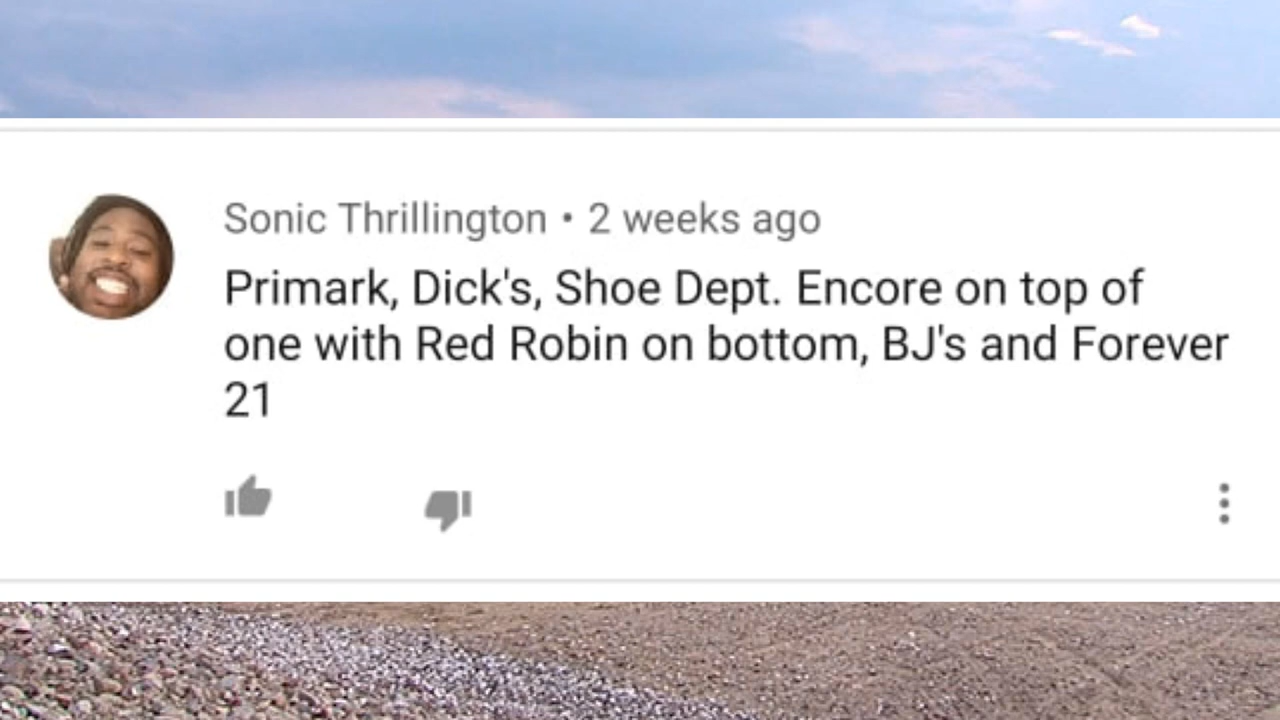 Sonic Thrillington • 2 weeks ago
Primark, Dick's, Shoe Dept. Encore on top of
one with Red Robin on bottom, BJ's and Forever
21